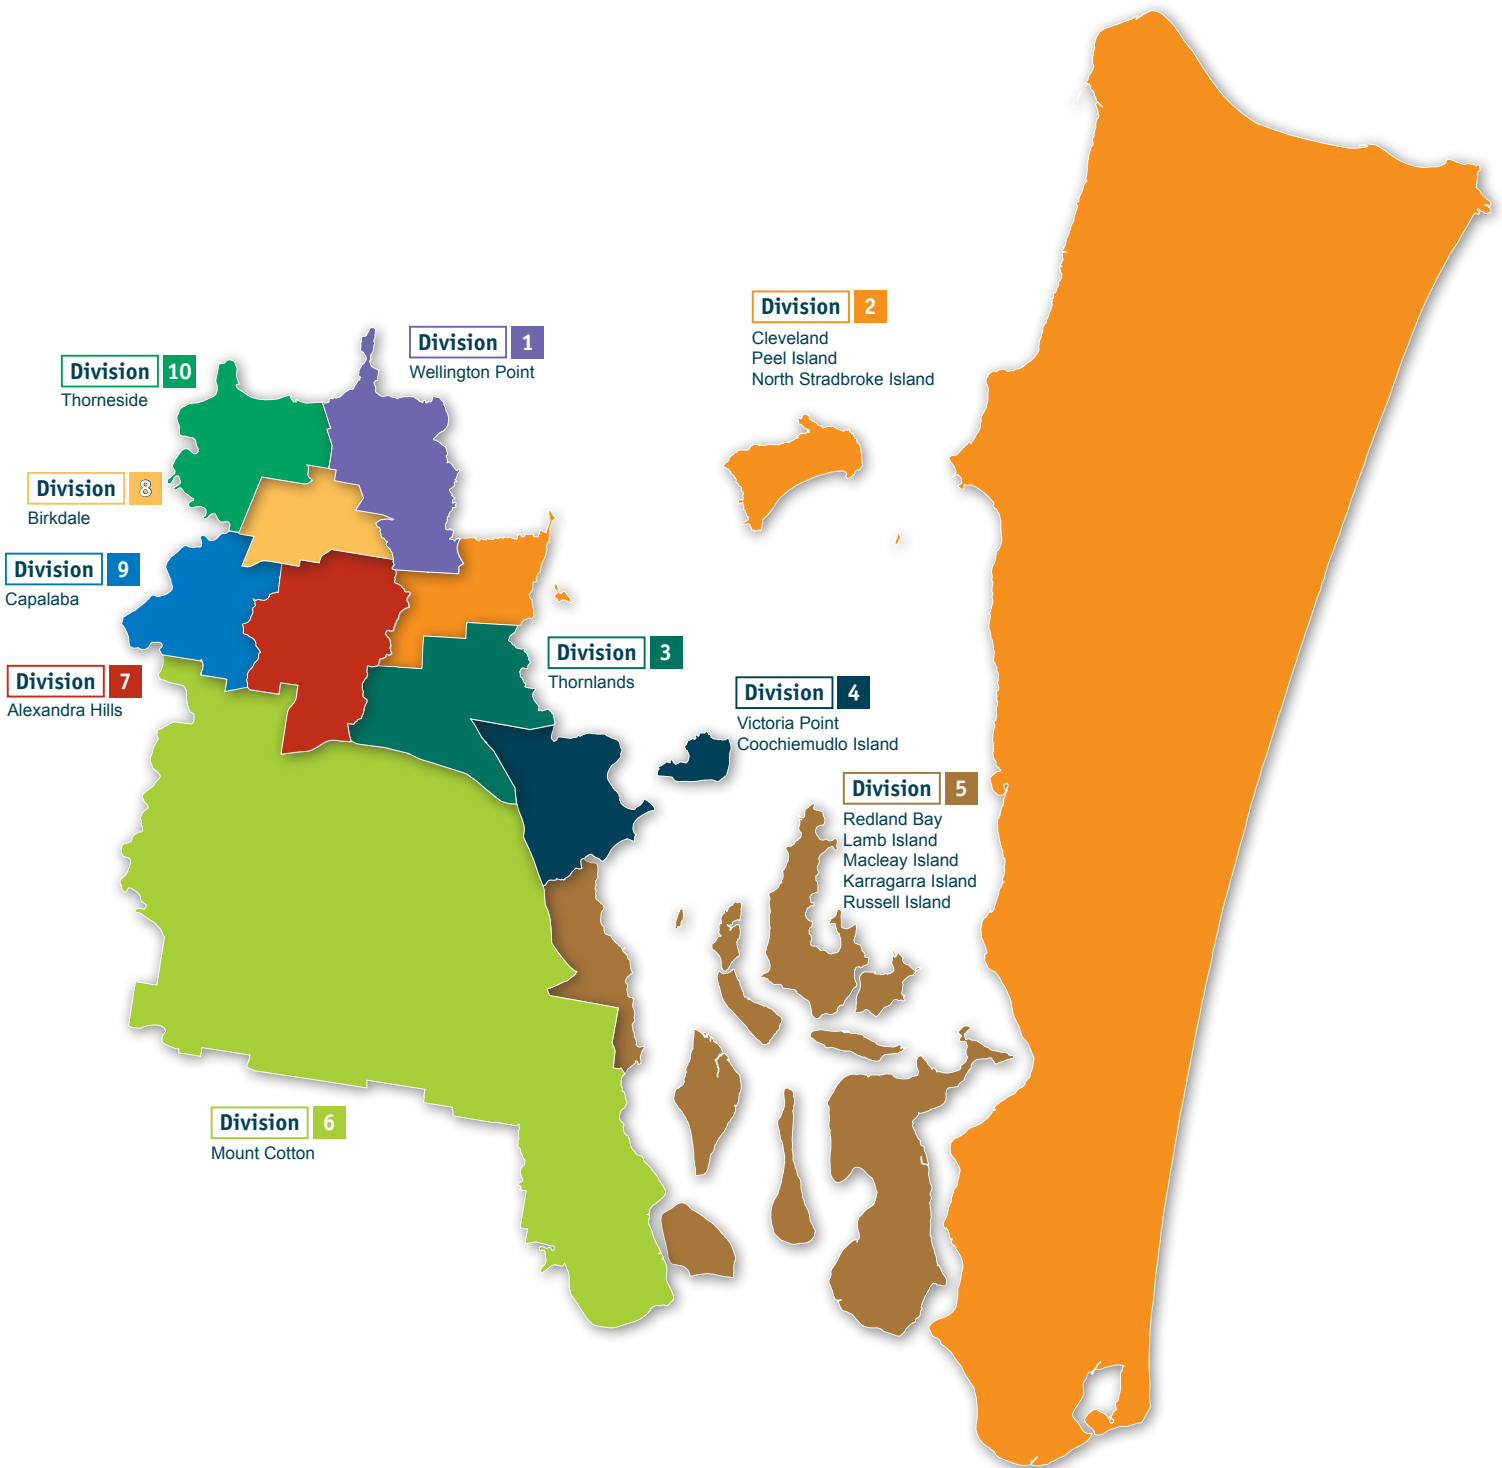 Division 2
Cleveland
Peel Island
North Stradbroke Island
Division 1
Wellington Point
Division 10
Thorneside
Division 8
Birkdale
Division 9
Capalaba
Division 3
Thornlands
Division 7
Alexandra Hills
Division 4
Victoria Point
Coochiemudlo Island
Division 5
Redland Bay
Lamb Island
Macleay Island
Karragarra Island
Russell Island
Division 6
Mount Cotton